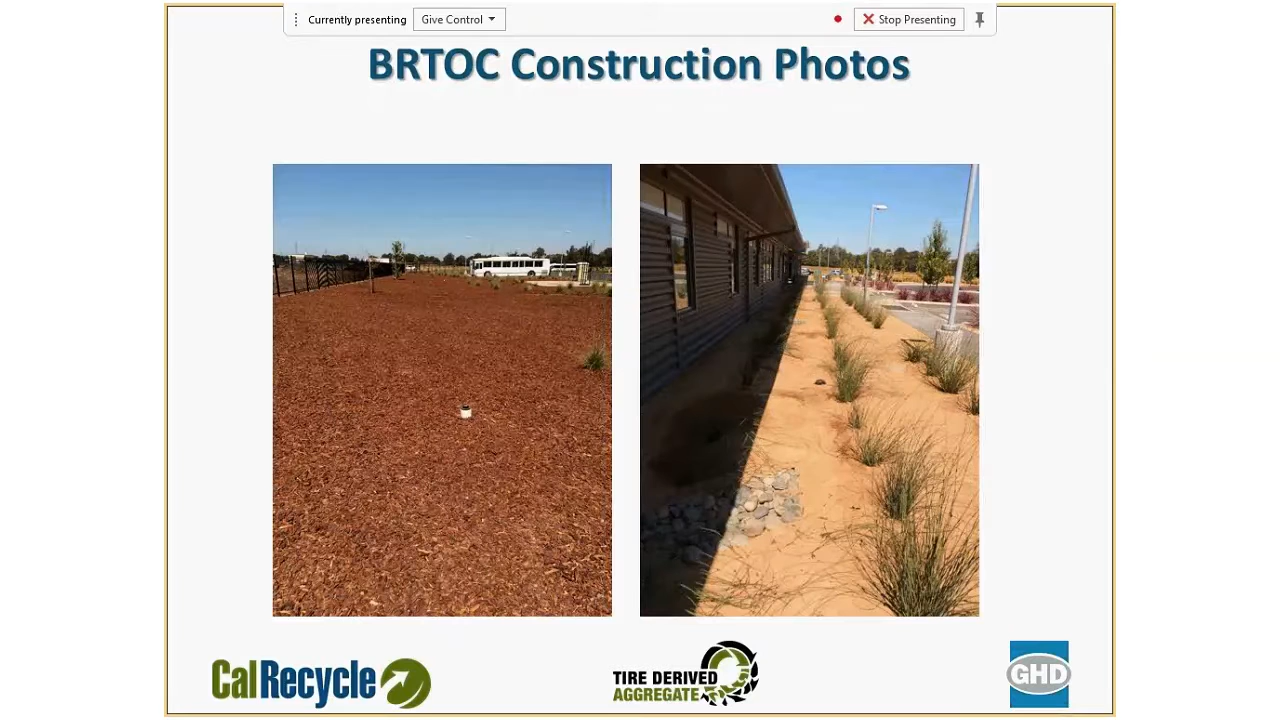 Currently presenting
Give Control
Stop Presenting
BRTOC Construction Photos
CalRecycle
TIRE DERIVED
AGGREGATE
GHD